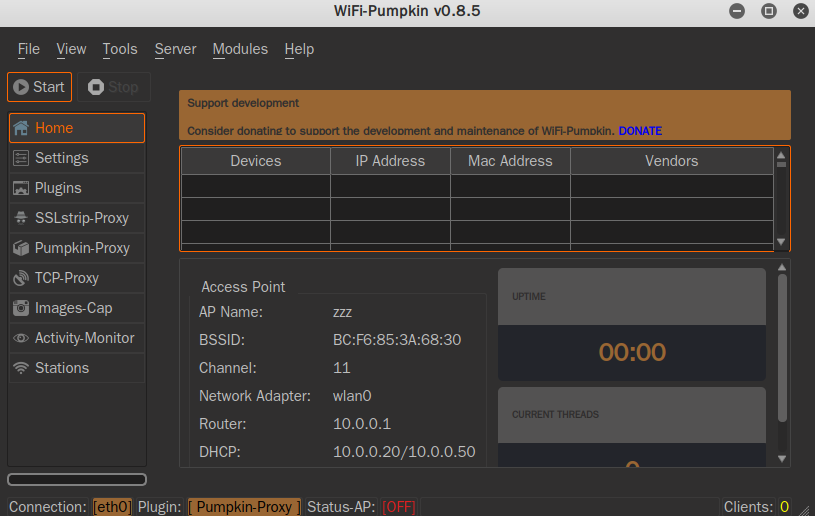 WiFi-Pumpkin v0.8.5
File View Tools Server Modules Help
Start Stop
Home
Settings
Plugins
SSLstrip-Proxy
Pumpkin-Proxy
TCP-Proxy
Images-Cap
Activity-Monitor
Stations
Support development
Consider donating to support the development and maintenance of WiFi-Pumpkin. DONATE
Devices IP Address Mac Address Vendors
Access Point
AP Name: zzz
BSSID: BC:F6:85:3A:68:30
Channel: 11
Network Adapter: wlan0
Router: 10.0.0.1
DHCP: 10.0.0.20/10.0.0.50
UPTIME
00:00
CURRENT THREADS
Connection: [eth0] Plugin: [ Pumpkin-Proxy ] Status-AP: [OFF] Clients: 0